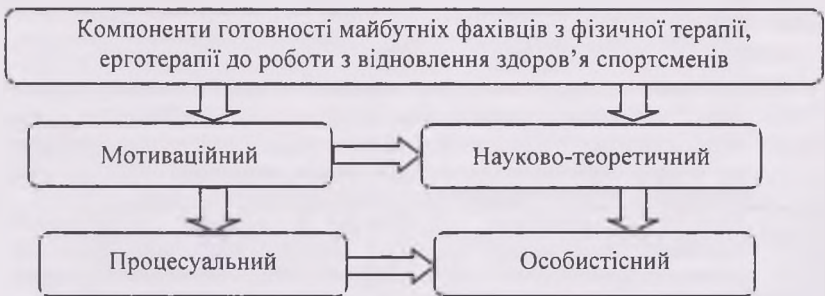 Компоненти готовності майбутніх фахівців з фізичної терапії,
ерготерапії до роботи з відновлення здоров’я спортсменів
Мотиваційний
Науково-теоретичний
Процесуальний
Особистісний